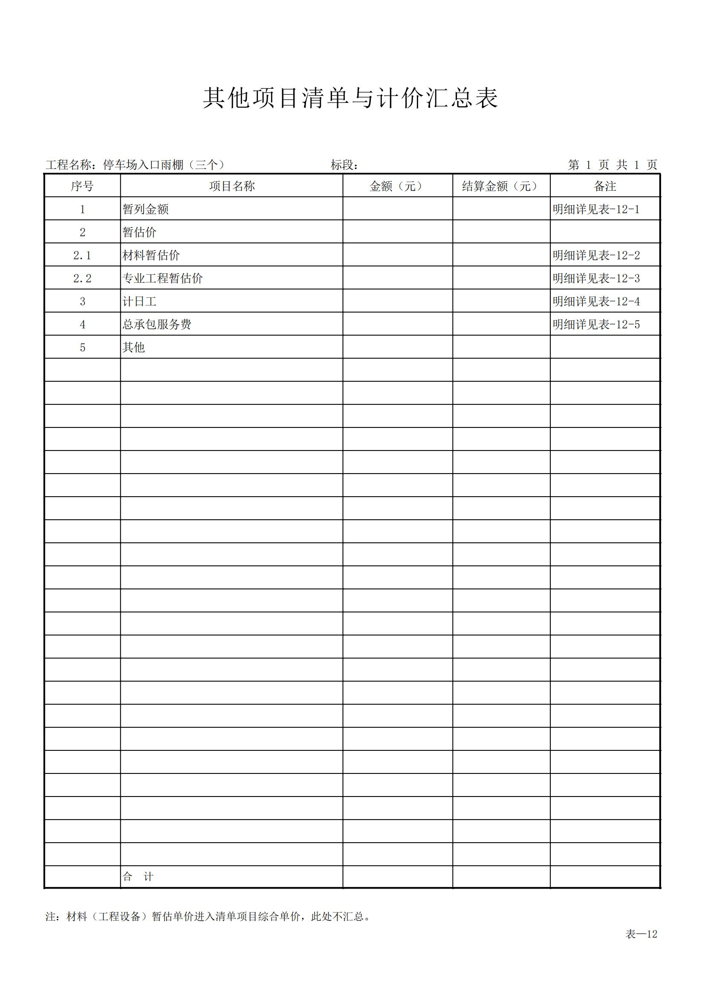 其他项目清单与计价汇总表
工程名称：停车场入口雨棚（三个） 标段： 第 1 页 共 1 页
序号 项目名称 金额（元） 结算金额（元） 备注
1 暂列金额 明细详见表-12-1
2 暂估价
2.1 材料暂估价 明细详见表-12-2
2.2 专业工程暂估价 明细详见表-12-3
3 计日工 明细详见表-12-4
4 总承包服务费 明细详见表-12-5
5 其他
合 计
注：材料（工程设备）暂估单价进入清单项目综合单价，此处不汇总。
表—12